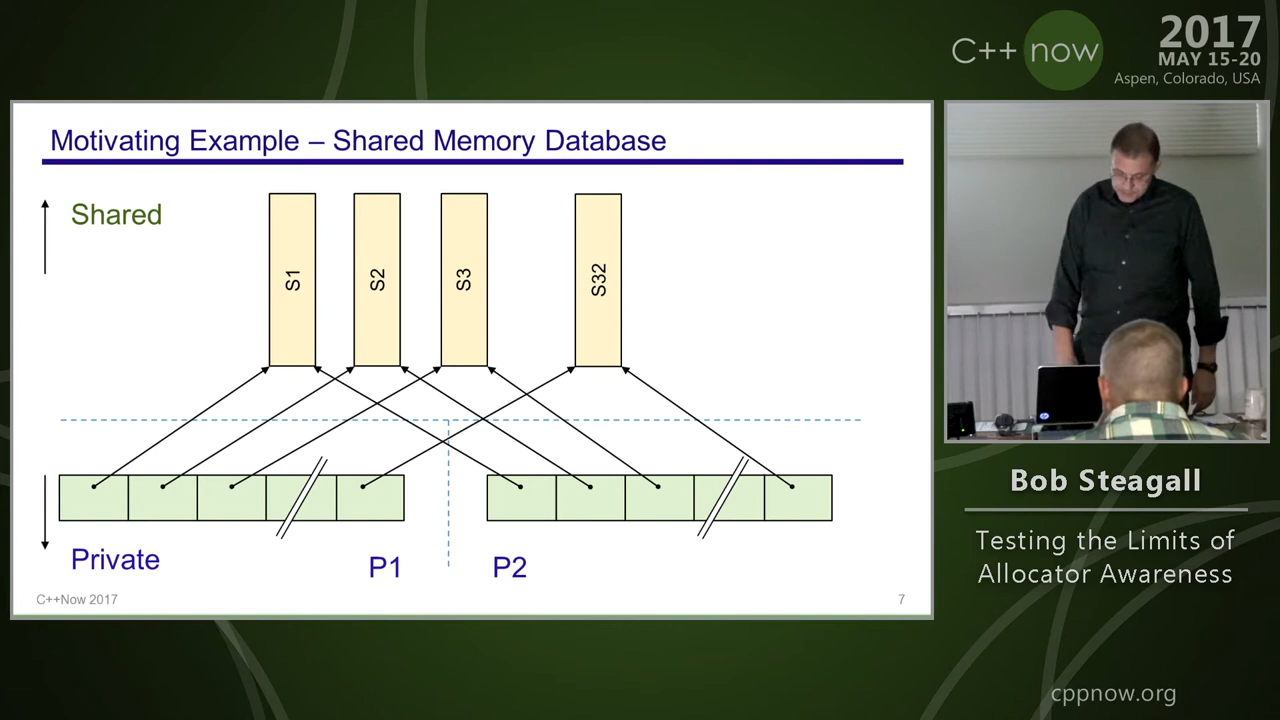 C++ now
2017
MAY 15-20
Aspen, Colorado, USA
Motivating Example – Shared Memory Database
Shared
S1
S2
S3
S32
Private
P1
P2
C++Now 2017
7
Bob Steagall
Testing the Limits of
Allocator Awareness
cppnow.org